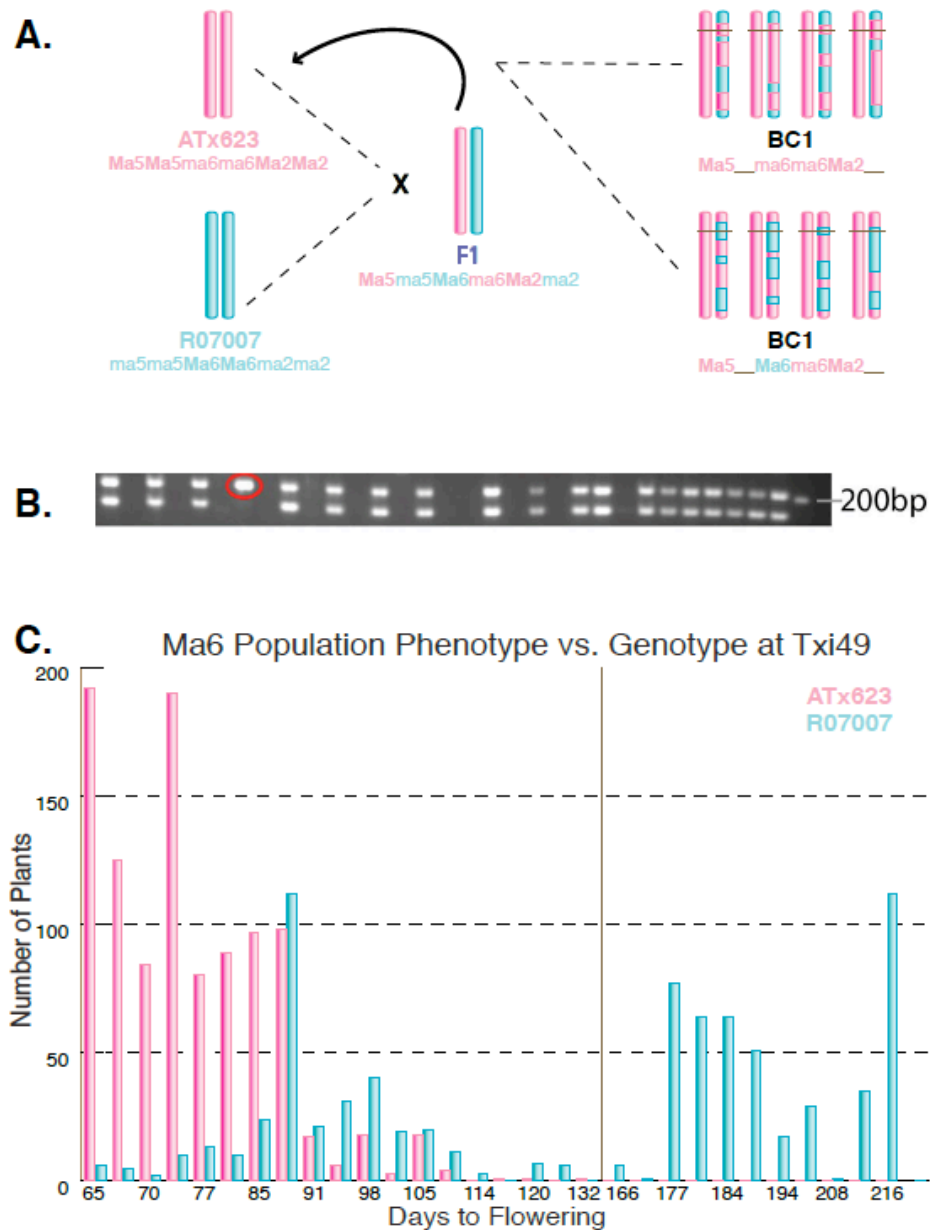 A.
ATx623
Ma5Ma5ma6ma6Ma2Ma2
X
R07007
ma5ma5Ma6Ma6ma2ma2
F1
Ma5ma5Ma6ma6Ma2ma2
BC1
Ma5__ma6ma6Ma2__
BC1
Ma5__Ma6ma6Ma2__
B.
200bp
C.
Ma6 Population Phenotype vs. Genotype at Txi49
ATx623
R07007
Number of Plants
200
150
100
50
0
65 70 77 85 91 98 105 114 120 132 166 177 184 194 208 216
Days to Flowering